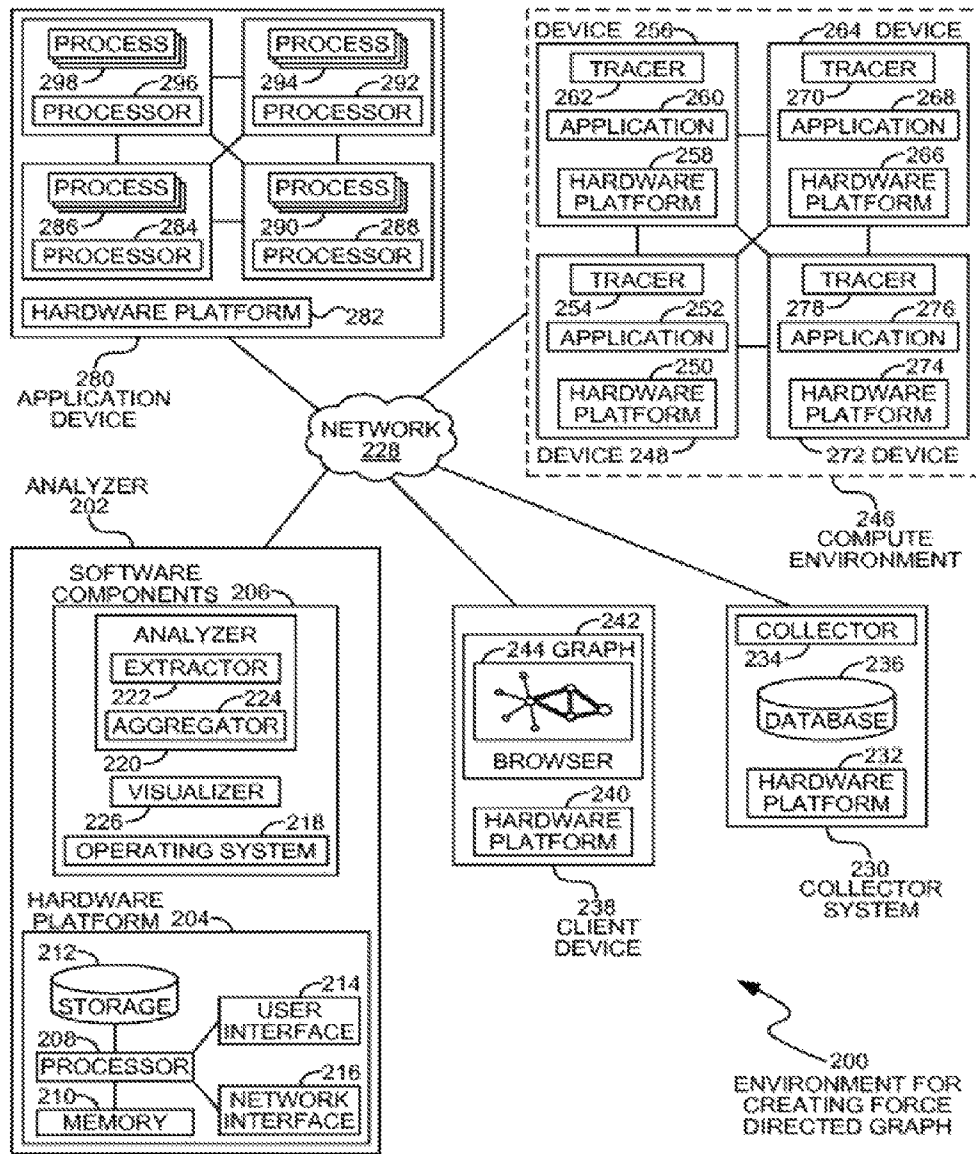 PROCESS
298
296
PROCESSOR
PROCESS
294
292
PROCESSOR
PROCESS
286
284
PROCESSOR
PROCESS
290
288
PROCESSOR
HARDWARE PLATFORM
282
280
APPLICATION
DEVICE
DEVICE 256
TRACER
262
260
APPLICATION
258
HARDWARE
PLATFORM
264 DEVICE
TRACER
270
268
APPLICATION
266
HARDWARE
PLATFORM
TRACER
254
252
APPLICATION
250
HARDWARE
PLATFORM
DEVICE 248
TRACER
278
276
APPLICATION
274
HARDWARE
PLATFORM
272 DEVICE
246
COMPUTE
ENVIRONMENT
NETWORK
228
ANALYZER
202
SOFTWARE
COMPONENTS
206
ANALYZER
EXTRACTOR
222
224
AGGREGATOR
220
VISUALIZER
226
218
OPERATING SYSTEM
HARDWARE
PLATFORM
204
212
STORAGE
214
USER
INTERFACE
208
PROCESSOR
216
NETWORK
INTERFACE
210
MEMORY
242
244 GRAPH
BROWSER
240
HARDWARE
PLATFORM
238
CLIENT
DEVICE
COLLECTOR
234
236
DATABASE
232
HARDWARE
PLATFORM
230
COLLECTOR
SYSTEM
200
ENVIRONMENT FOR
CREATING FORCE
DIRECTED GRAPH